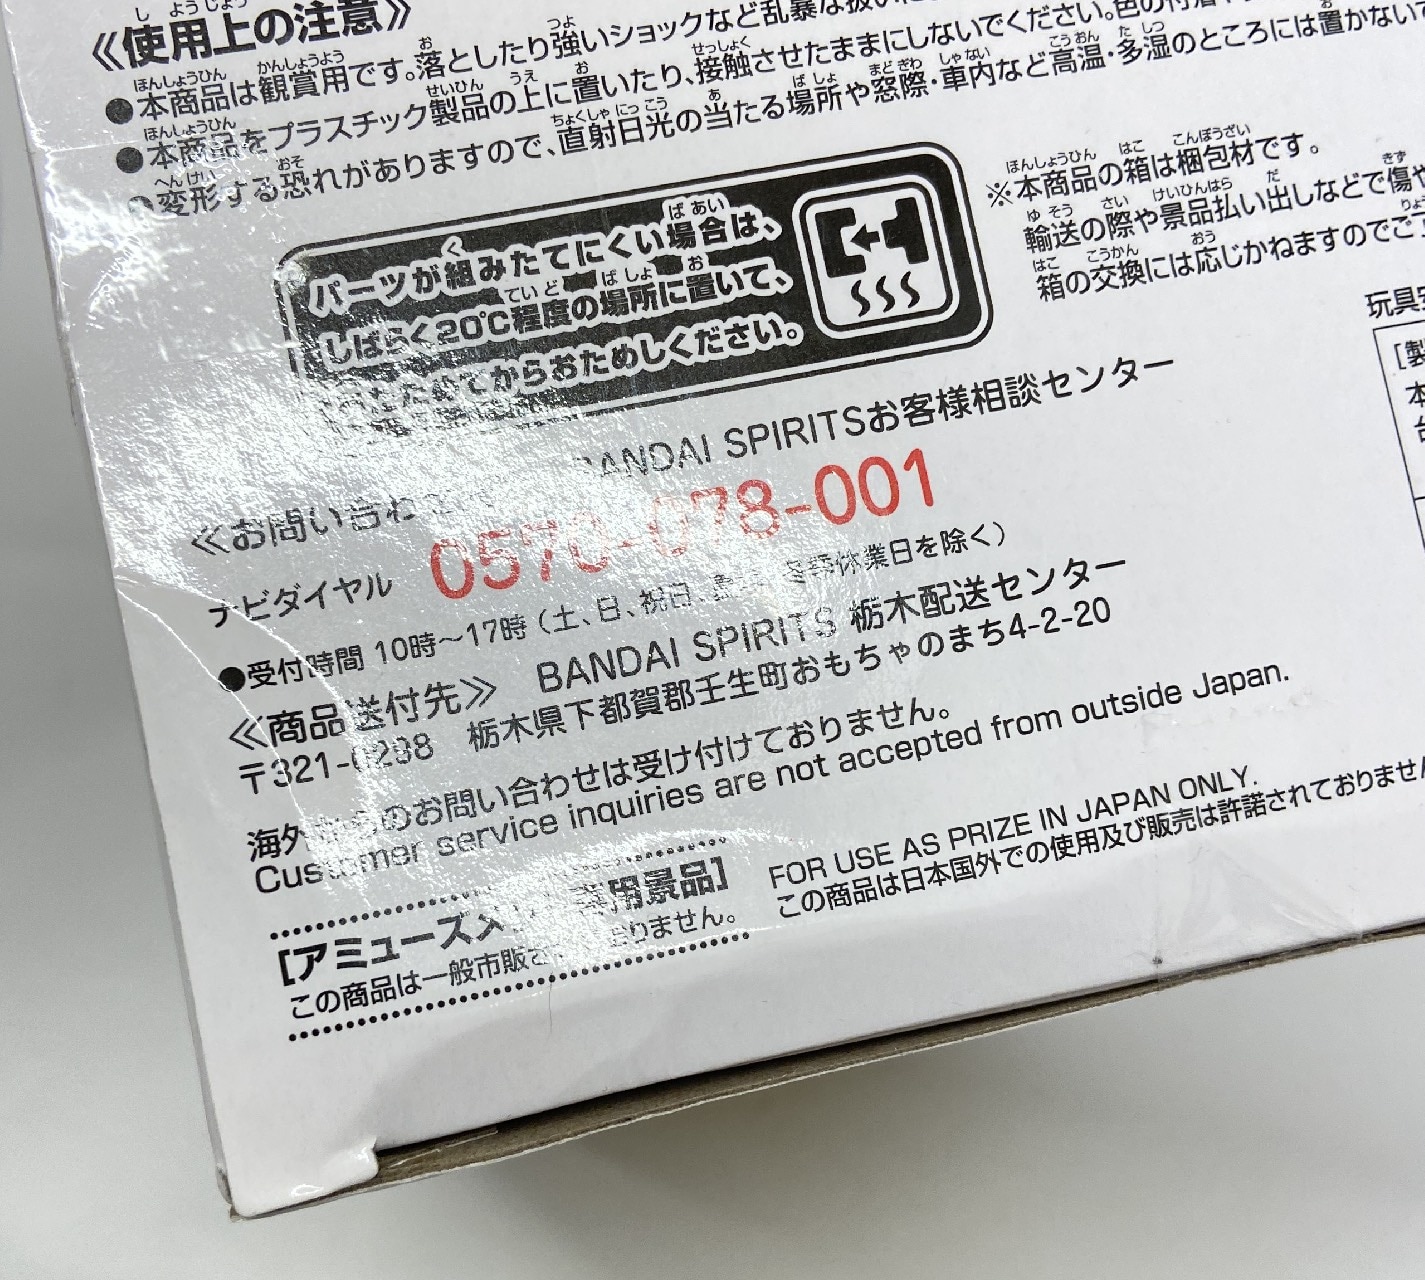 《使用上の注意》
●本商品は観賞用です。落としたり強いショックなど乱暴な扱い
●本商品をプラスチック製品の上に置いたり、接触させたままにしないでください。色の
●変形する恐れがありますので、直射日光の当たる場所や窓際・車内など高温・多湿のところには置かないで
パーツが組みたてにくい場合は、
しばらく20℃程度の場所に置いて、
てからおためしください。
※本商品の箱は梱包材です。
輸送の際や景品払い出しなどで傷や
箱の交換には応じかねますのでご
玩具
[製
本
《お問い合わ BANDAI SPIRITSお客様相談センター
ナビダイヤル 0570-078-001
●受付時間 10時～17時(土、日、祝日、 冬季休業日を除く)
《商品送付先》 BANDAI SPIRITS 栃木配送センター
〒321-0298 栃木県下都賀郡壬生町おもちゃのまち4-2-20
海外からのお問い合わせは受け付けておりません。
Customer service inquiries are not accepted from outside Japan.
[アミューズメ 専用景品]
この商品は一般市販さ おりません。
FOR USE AS PRIZE IN JAPAN ONLY.
この商品は日本国外での使用及び販売は許諾されておりませ